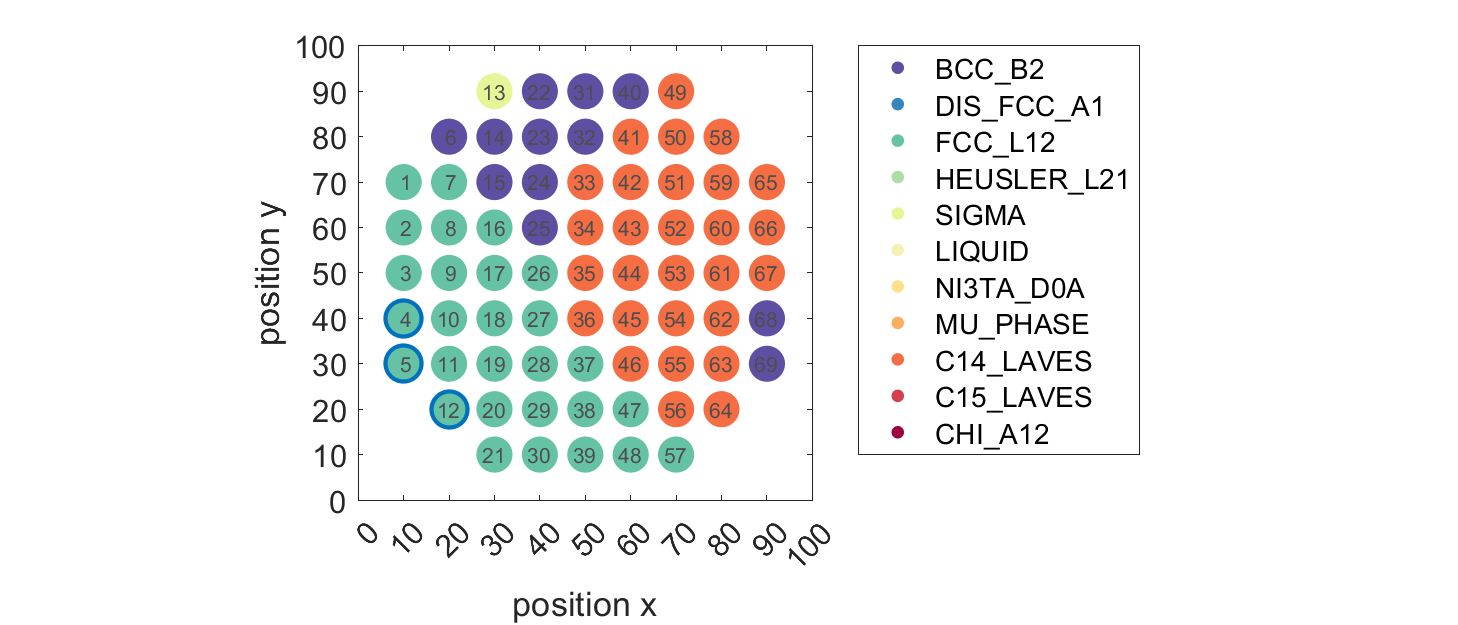 100
90
80
70
60
50
40
30
20
10
0
position y
13 22 31 40 49
6 14 23 32 41 50 58
1 7 15 24 33 42 51 59 65
2 8 16 25 34 43 52 60 66
3 9 17 26 35 44 53 61 67
4 10 18 27 36 45 54 62 68
5 11 19 28 37 46 55 63 69
12 20 29 38 47 56 64
21 30 39 48 57
0 10 20 30 40 50 60 70 80 90 100
position x
BCC_B2
DIS_FCC_A1
FCC_L12
HEUSLER_L21
SIGMA
LIQUID
NI3TA_D0A
MU_PHASE
C14_LAVES
C15_LAVES
CHI_A12